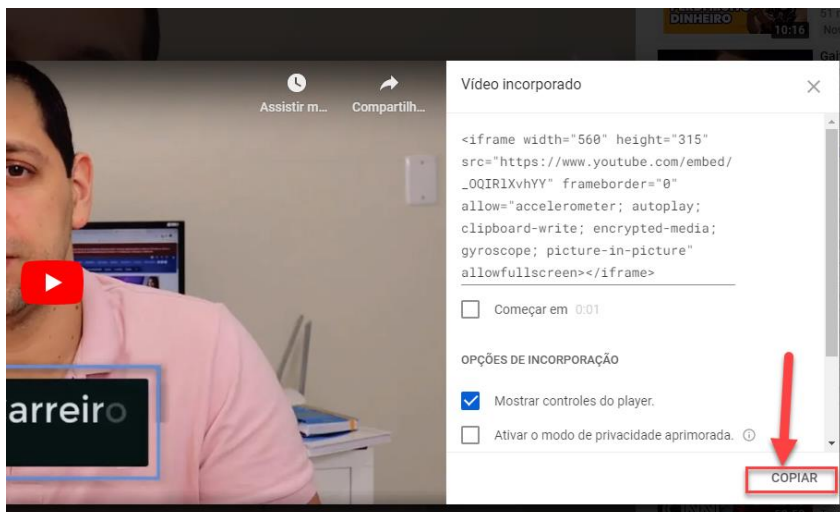 DINHEIRO
10:16
Assistir m...
Compartilh...
Vídeo incorporado
<iframe width="560" height="315"
src="https://www.youtube.com/embed/
_OQIR1XvhYY" frameborder="0"
allow="accelerometer; autoplay;
clipboard-write; encrypted-media;
gyroscope; picture-in-picture"
allowfullscreen></iframe>
Começar em 0:01
OPÇÕES DE INCORPORAÇÃO
Mostrar controles do player.
Ativar o modo de privacidade aprimorada.
arreiro
COPIAR